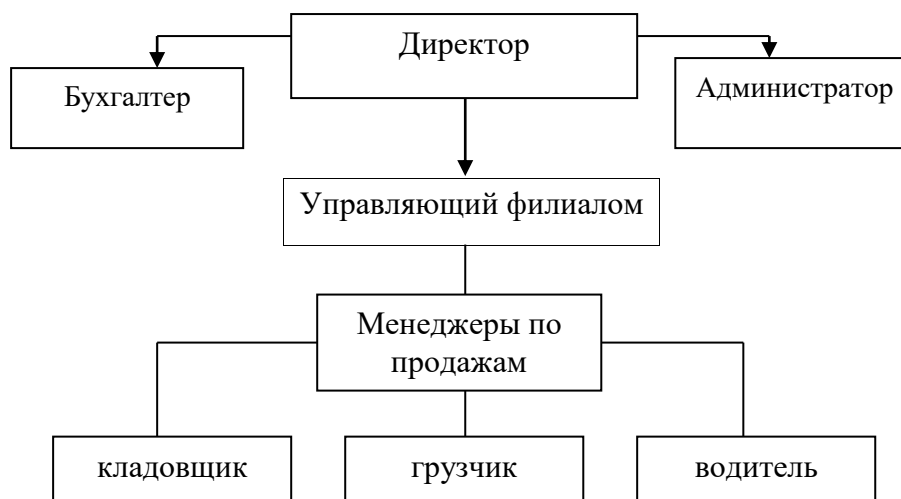 Директор
Бухгалтер
Администратор
Управляющий филиалом
Менеджеры по
продажам
кладовщик
грузчик
водитель